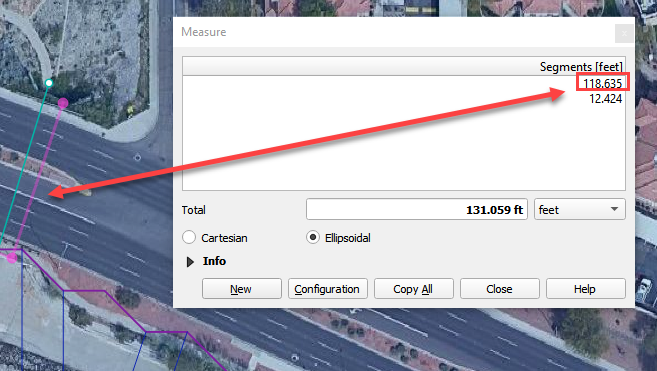 Measure
Segments [feet]
118.635
12.424
Total
131.059 ft
feet
Cartesian
Ellipsoidal
Info
New
Configuration
Copy All
Close
Help